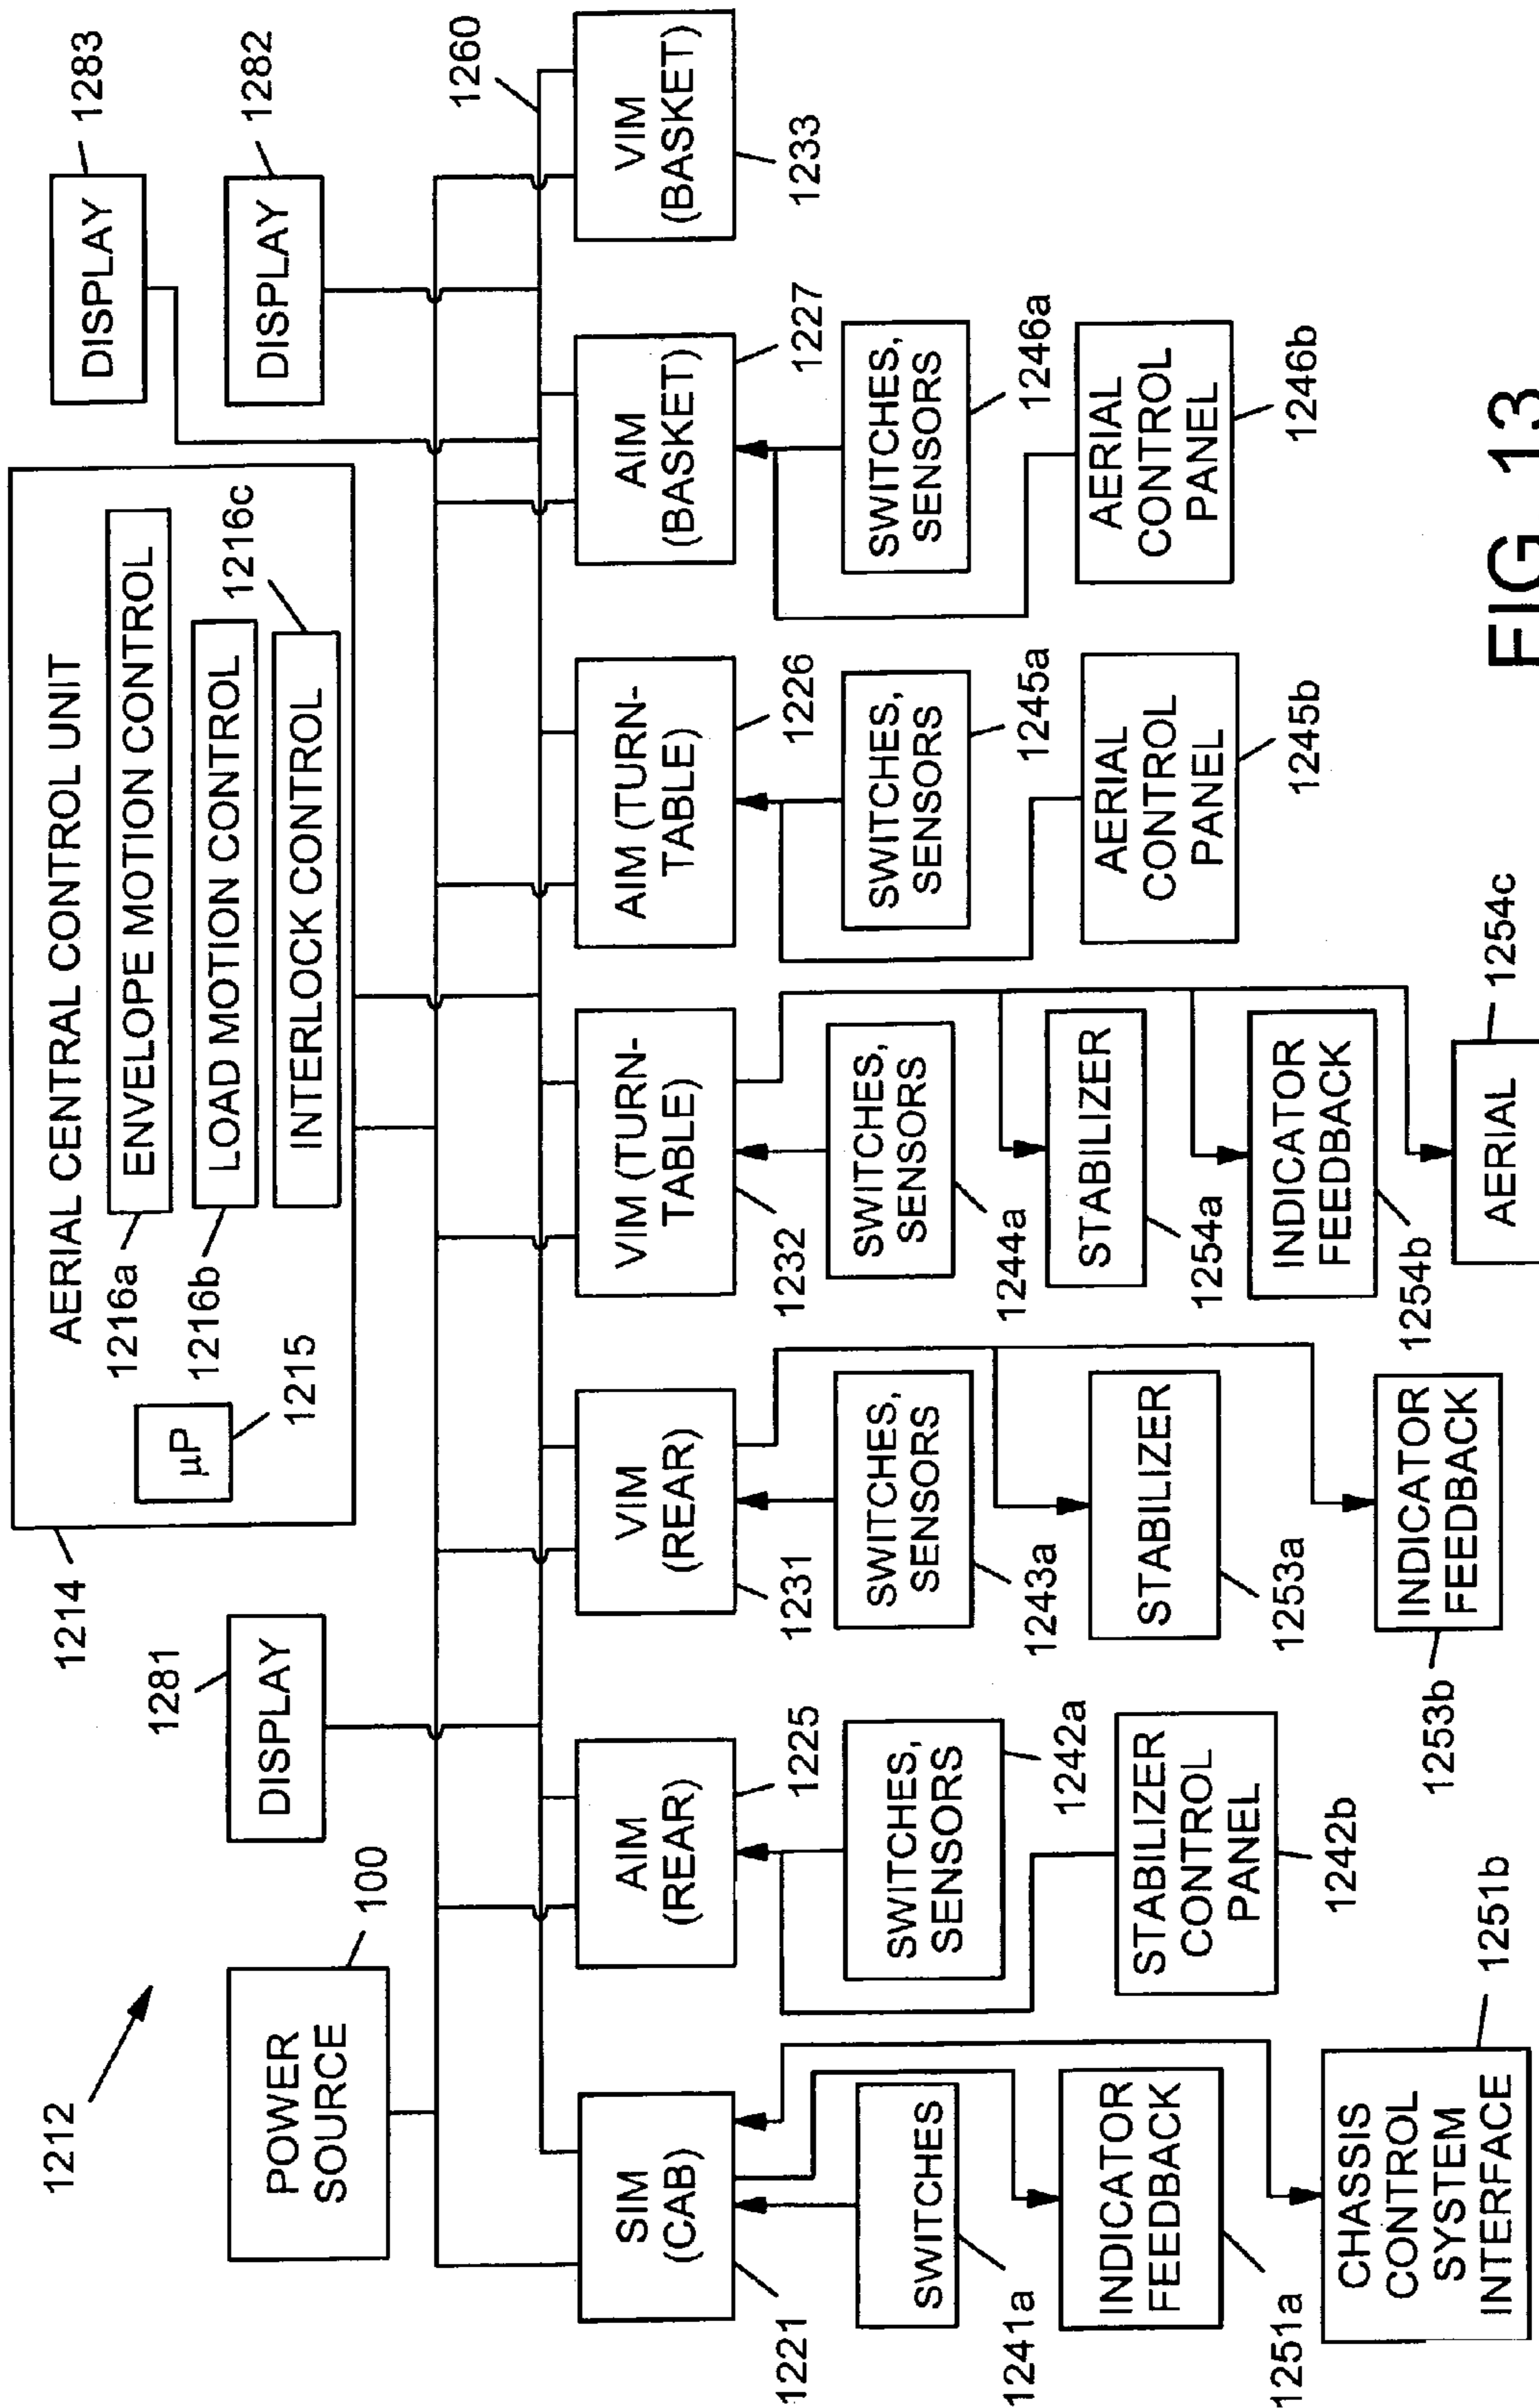 1212
POWER
SOURCE
100
DISPLAY
1281
1214
AERIAL CENTRAL CONTROL UNIT
µP
1215
ENVELOPE MOTION CONTROL
1216a
LOAD MOTION CONTROL
1216b
INTERLOCK CONTROL
1216c
DISPLAY
1283
DISPLAY
1282
1260
SIM
(CAB)
1221
AIM
(REAR)
1225
VIM
(REAR)
1231
VIM (TURN-
TABLE)
1232
AIM (TURN-
TABLE)
1226
AIM
(BASKET)
1227
VIM
(BASKET)
1233
SWITCHES
1241a
SWITCHES,
SENSORS
1242a
SWITCHES,
SENSORS
1243a
SWITCHES,
SENSORS
1244a
SWITCHES,
SENSORS
1245a
SWITCHES,
SENSORS
1246a
INDICATOR
FEEDBACK
1251a
STABILIZER
CONTROL
PANEL
1242b
STABILIZER
1253a
STABILIZER
1254a
AERIAL
CONTROL
PANEL
1245b
AERIAL
CONTROL
PANEL
1246b
CHASSIS
CONTROL
SYSTEM
INTERFACE
1251b
INDICATOR
FEEDBACK
1253b
INDICATOR
FEEDBACK
1254b
AERIAL
1254c
FIG 13